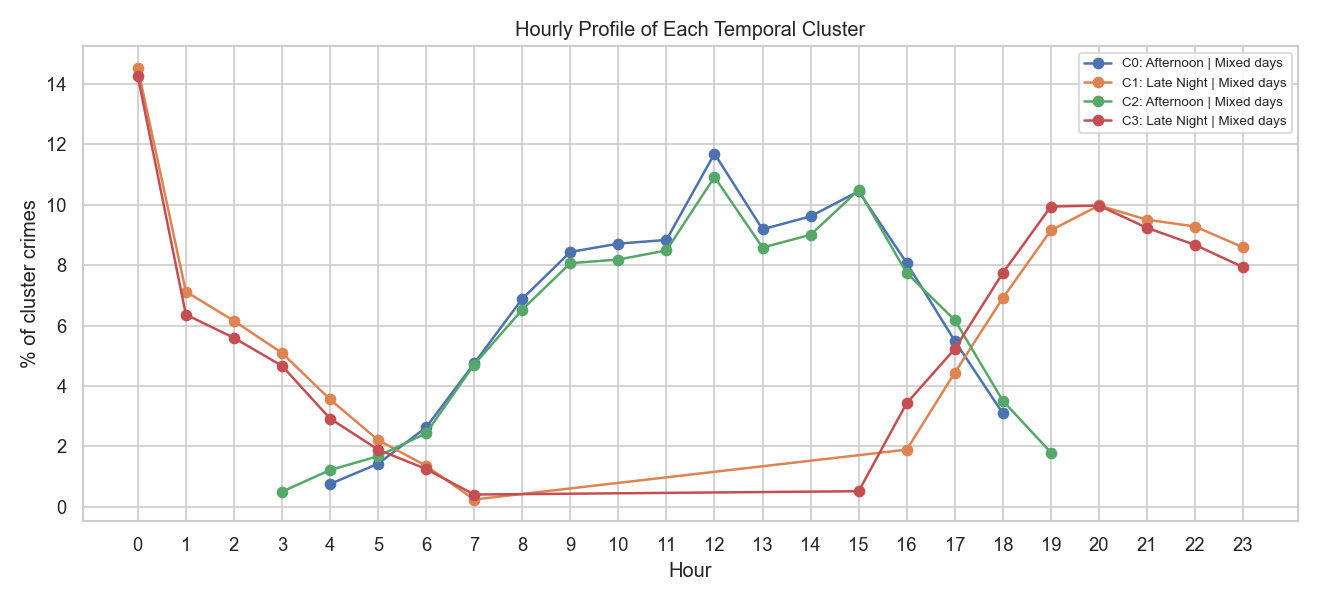 Hourly Profile of Each Temporal Cluster
C0: Afternoon | Mixed days
C1: Late Night | Mixed days
C2: Afternoon | Mixed days
C3: Late Night | Mixed days
% of cluster crimes
14
12
10
8
6
4
2
0
0 1 2 3 4 5 6 7 8 9 10 11 12 13 14 15 16 17 18 19 20 21 22 23
Hour